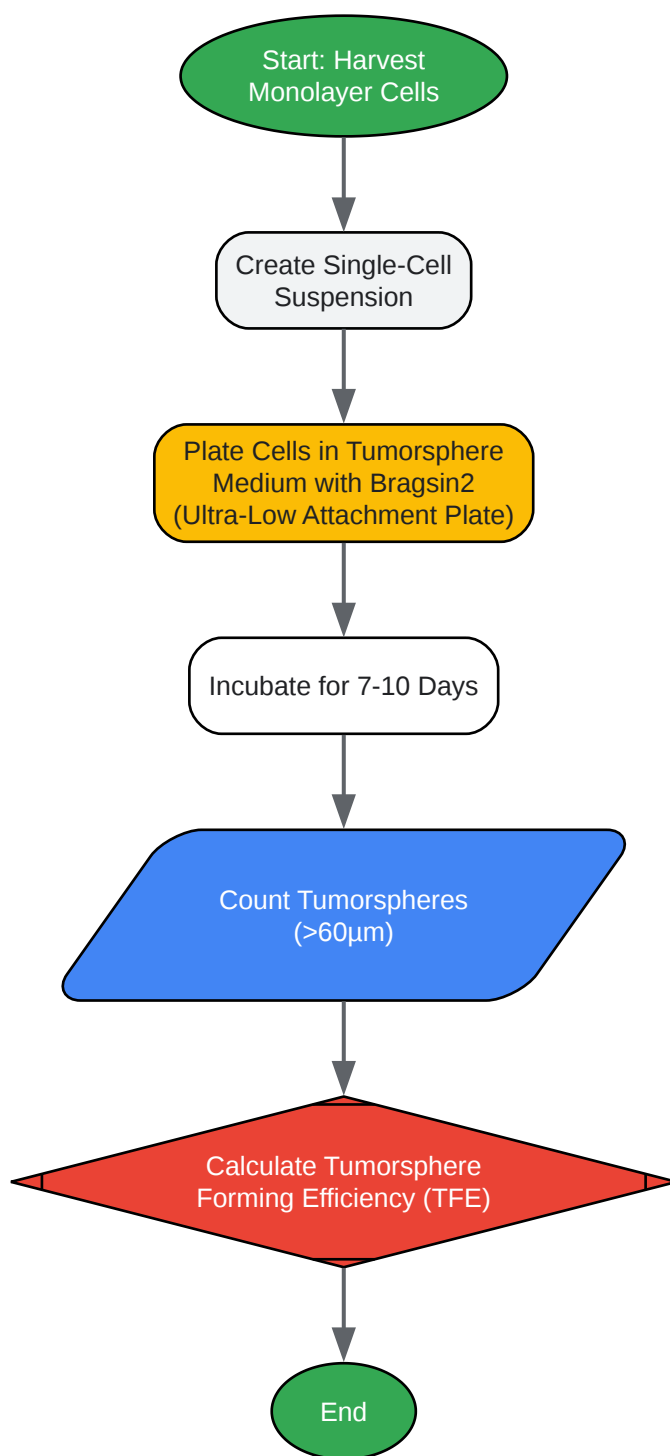 Start: Harvest
Monolayer Cells
Create Single-Cell
Suspension
Plate Cells in Tumorsphere
Medium with Bragsin2
(Ultra-Low Attachment Plate)
Incubate for 7-10 Days
Count Tumorspheres
(>60µm)
Calculate Tumorsphere
Forming Efficiency (TFE)
End